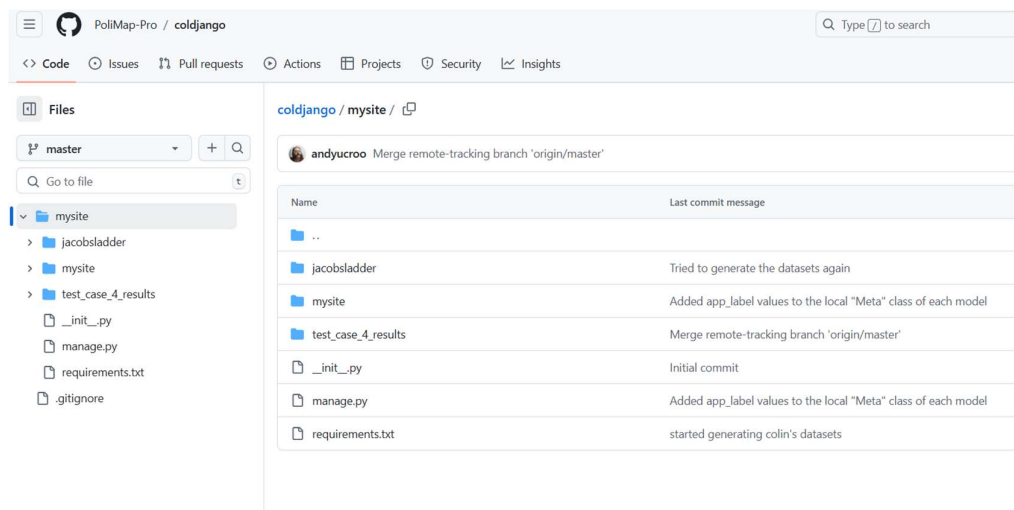 PoliMap-Pro / coldjango
Type / to search
Code Issues Pull requests Actions Projects Security Insights
Files
master
Go to file t
mysite
jacobsladder
mysite
test_case_4_results
__init__.py
manage.py
requirements.txt
.gitignore
coldjango / mysite /
andyucroo Merge remote-tracking branch 'origin/master'
Name Last commit message
..
jacobsladder Tried to generate the datasets again
mysite Added app_label values to the local "Meta" class of each model
test_case_4_results Merge remote-tracking branch 'origin/master'
__init__.py Initial commit
manage.py Added app_label values to the local "Meta" class of each model
requirements.txt started generating colin's datasets